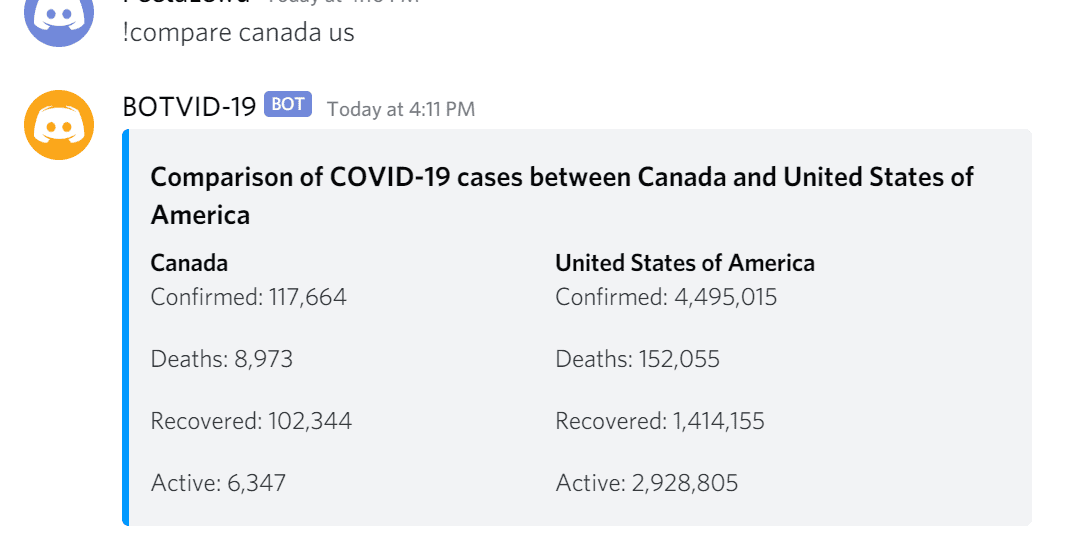 !compare canada us
BOTVID-19 BOT Today at 4:11 PM
Comparison of COVID-19 cases between Canada and United States of
America
Canada United States of America
Confirmed: 117,664 Confirmed: 4,495,015
Deaths: 8,973 Deaths: 152,055
Recovered: 102,344 Recovered: 1,414,155
Active: 6,347 Active: 2,928,805